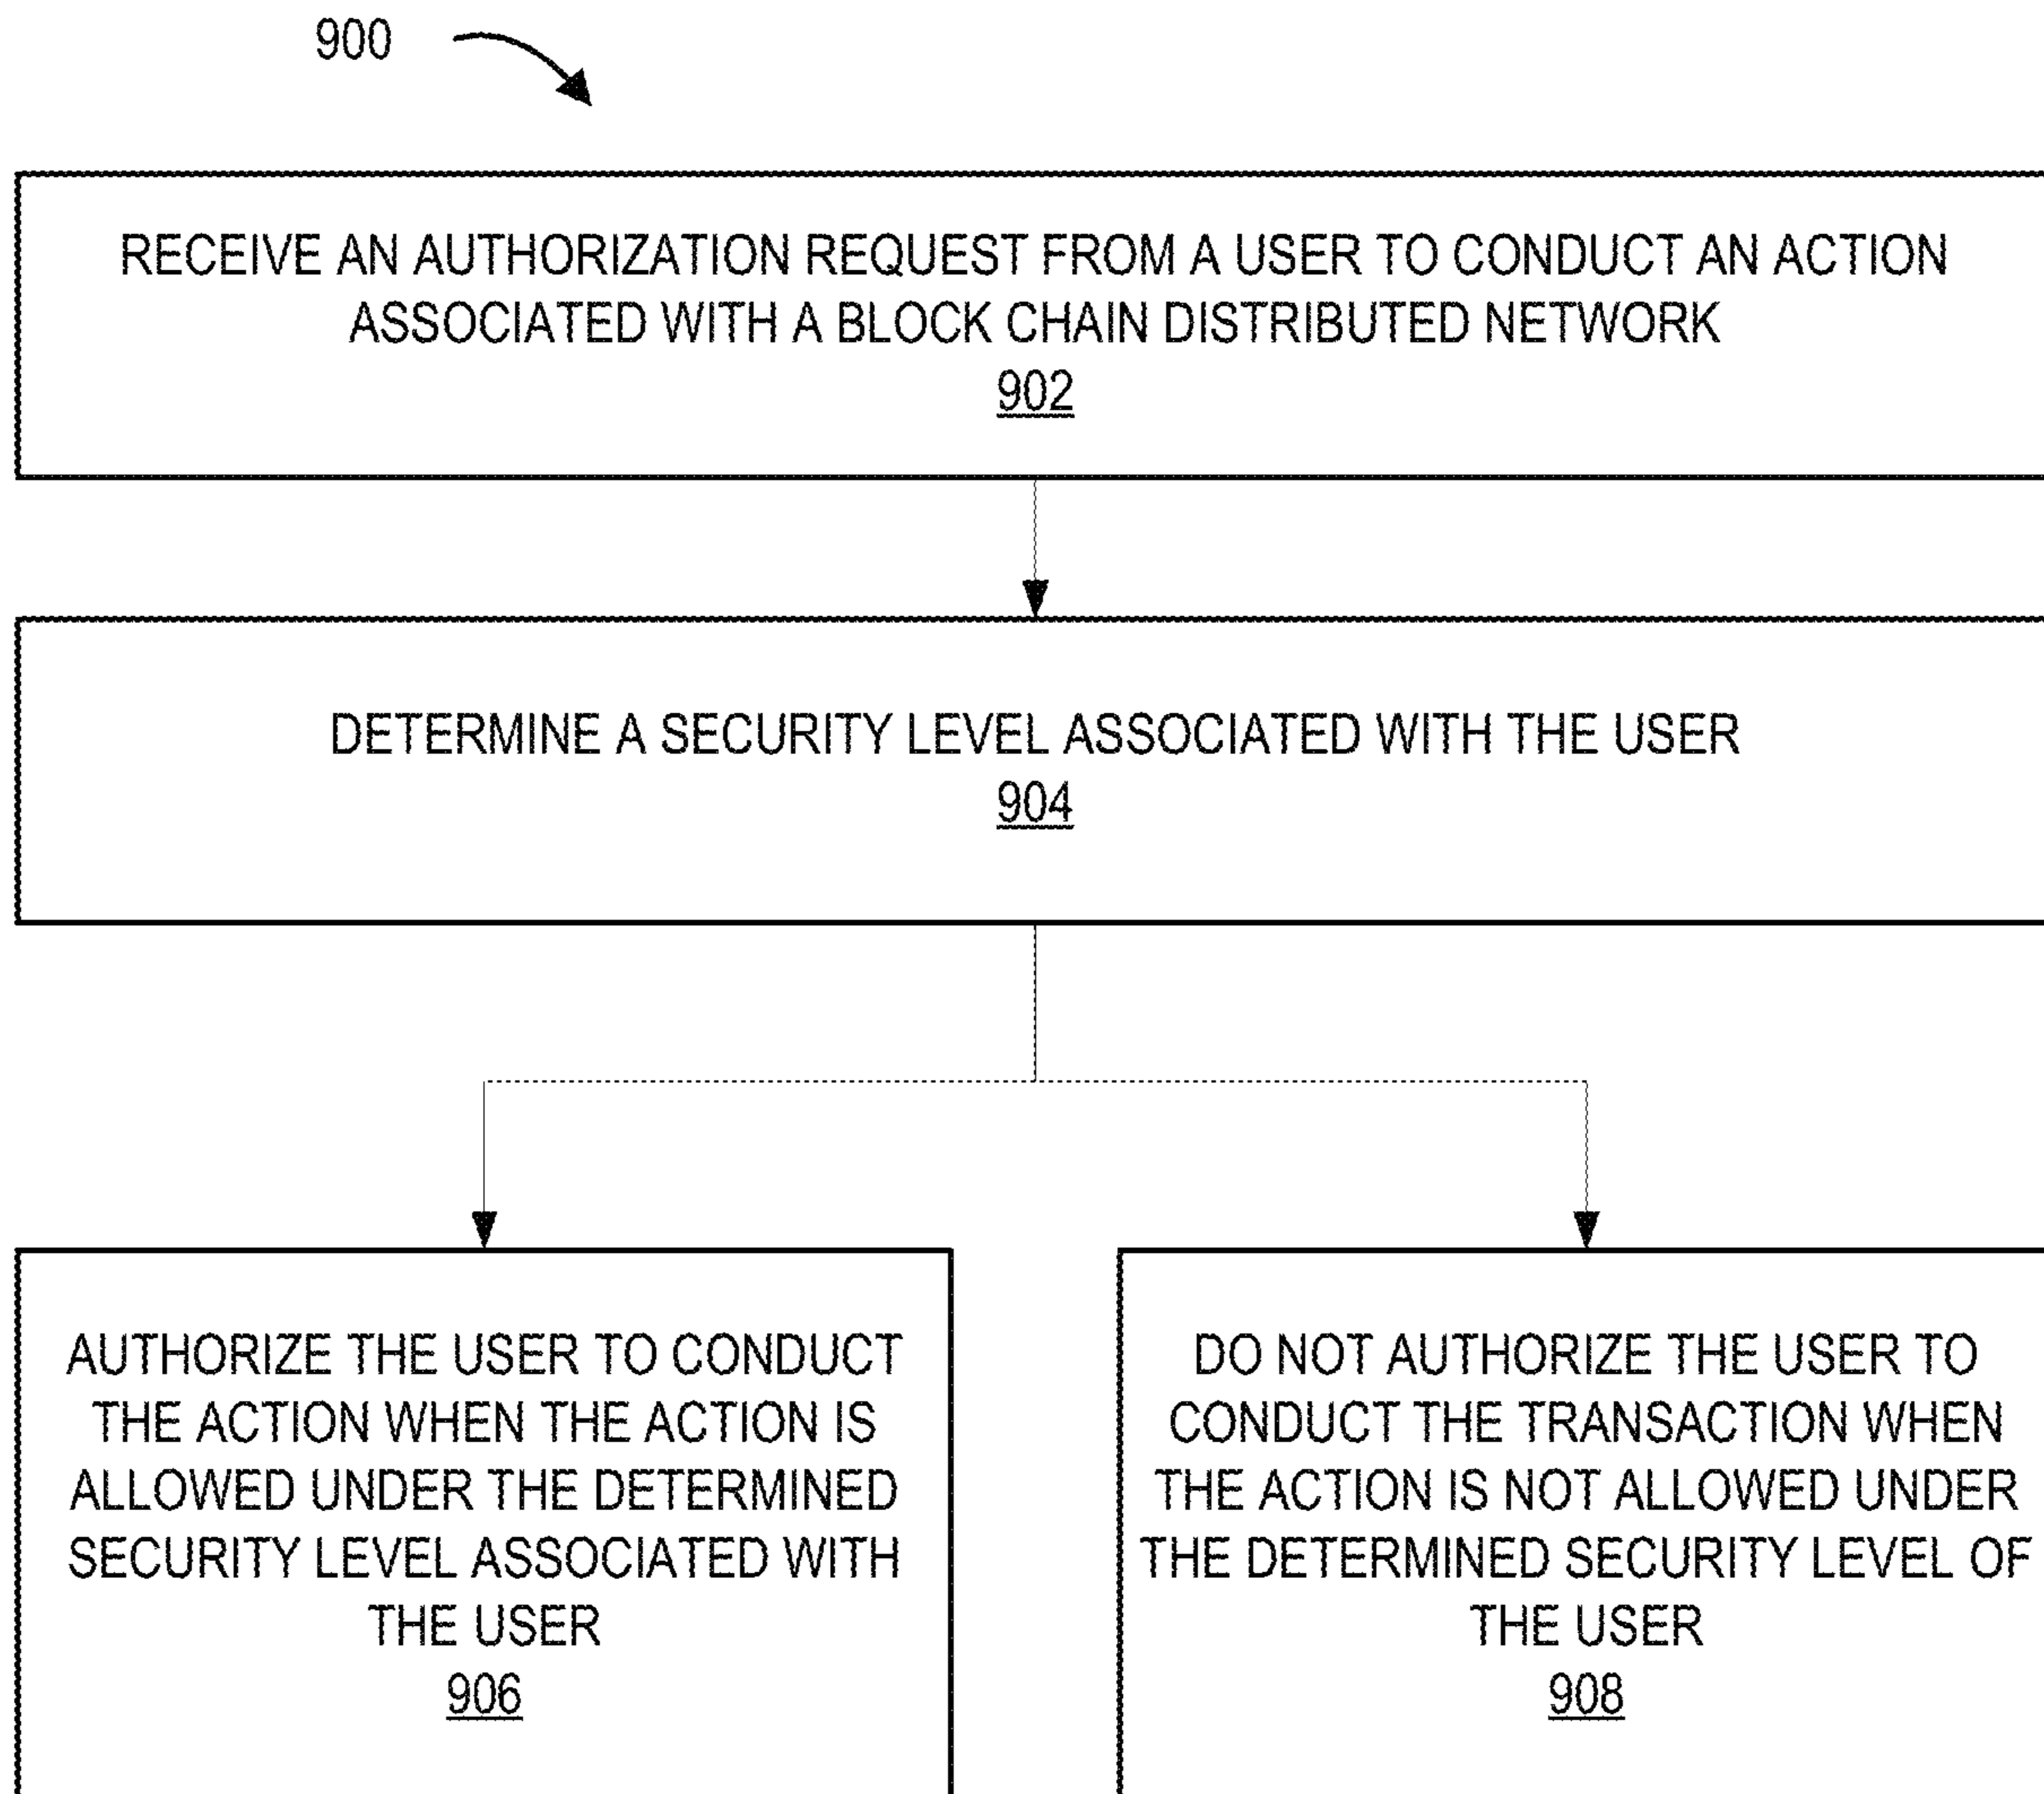 900
RECEIVE AN AUTHORIZATION REQUEST FROM A USER TO CONDUCT AN ACTION
ASSOCIATED WITH A BLOCK CHAIN DISTRIBUTED NETWORK
902
DETERMINE A SECURITY LEVEL ASSOCIATED WITH THE USER
904
AUTHORIZE THE USER TO CONDUCT
THE ACTION WHEN THE ACTION IS
ALLOWED UNDER THE DETERMINED
SECURITY LEVEL ASSOCIATED WITH
THE USER
906
DO NOT AUTHORIZE THE USER TO
CONDUCT THE TRANSACTION WHEN
THE ACTION IS NOT ALLOWED UNDER
THE DETERMINED SECURITY LEVEL OF
THE USER
908